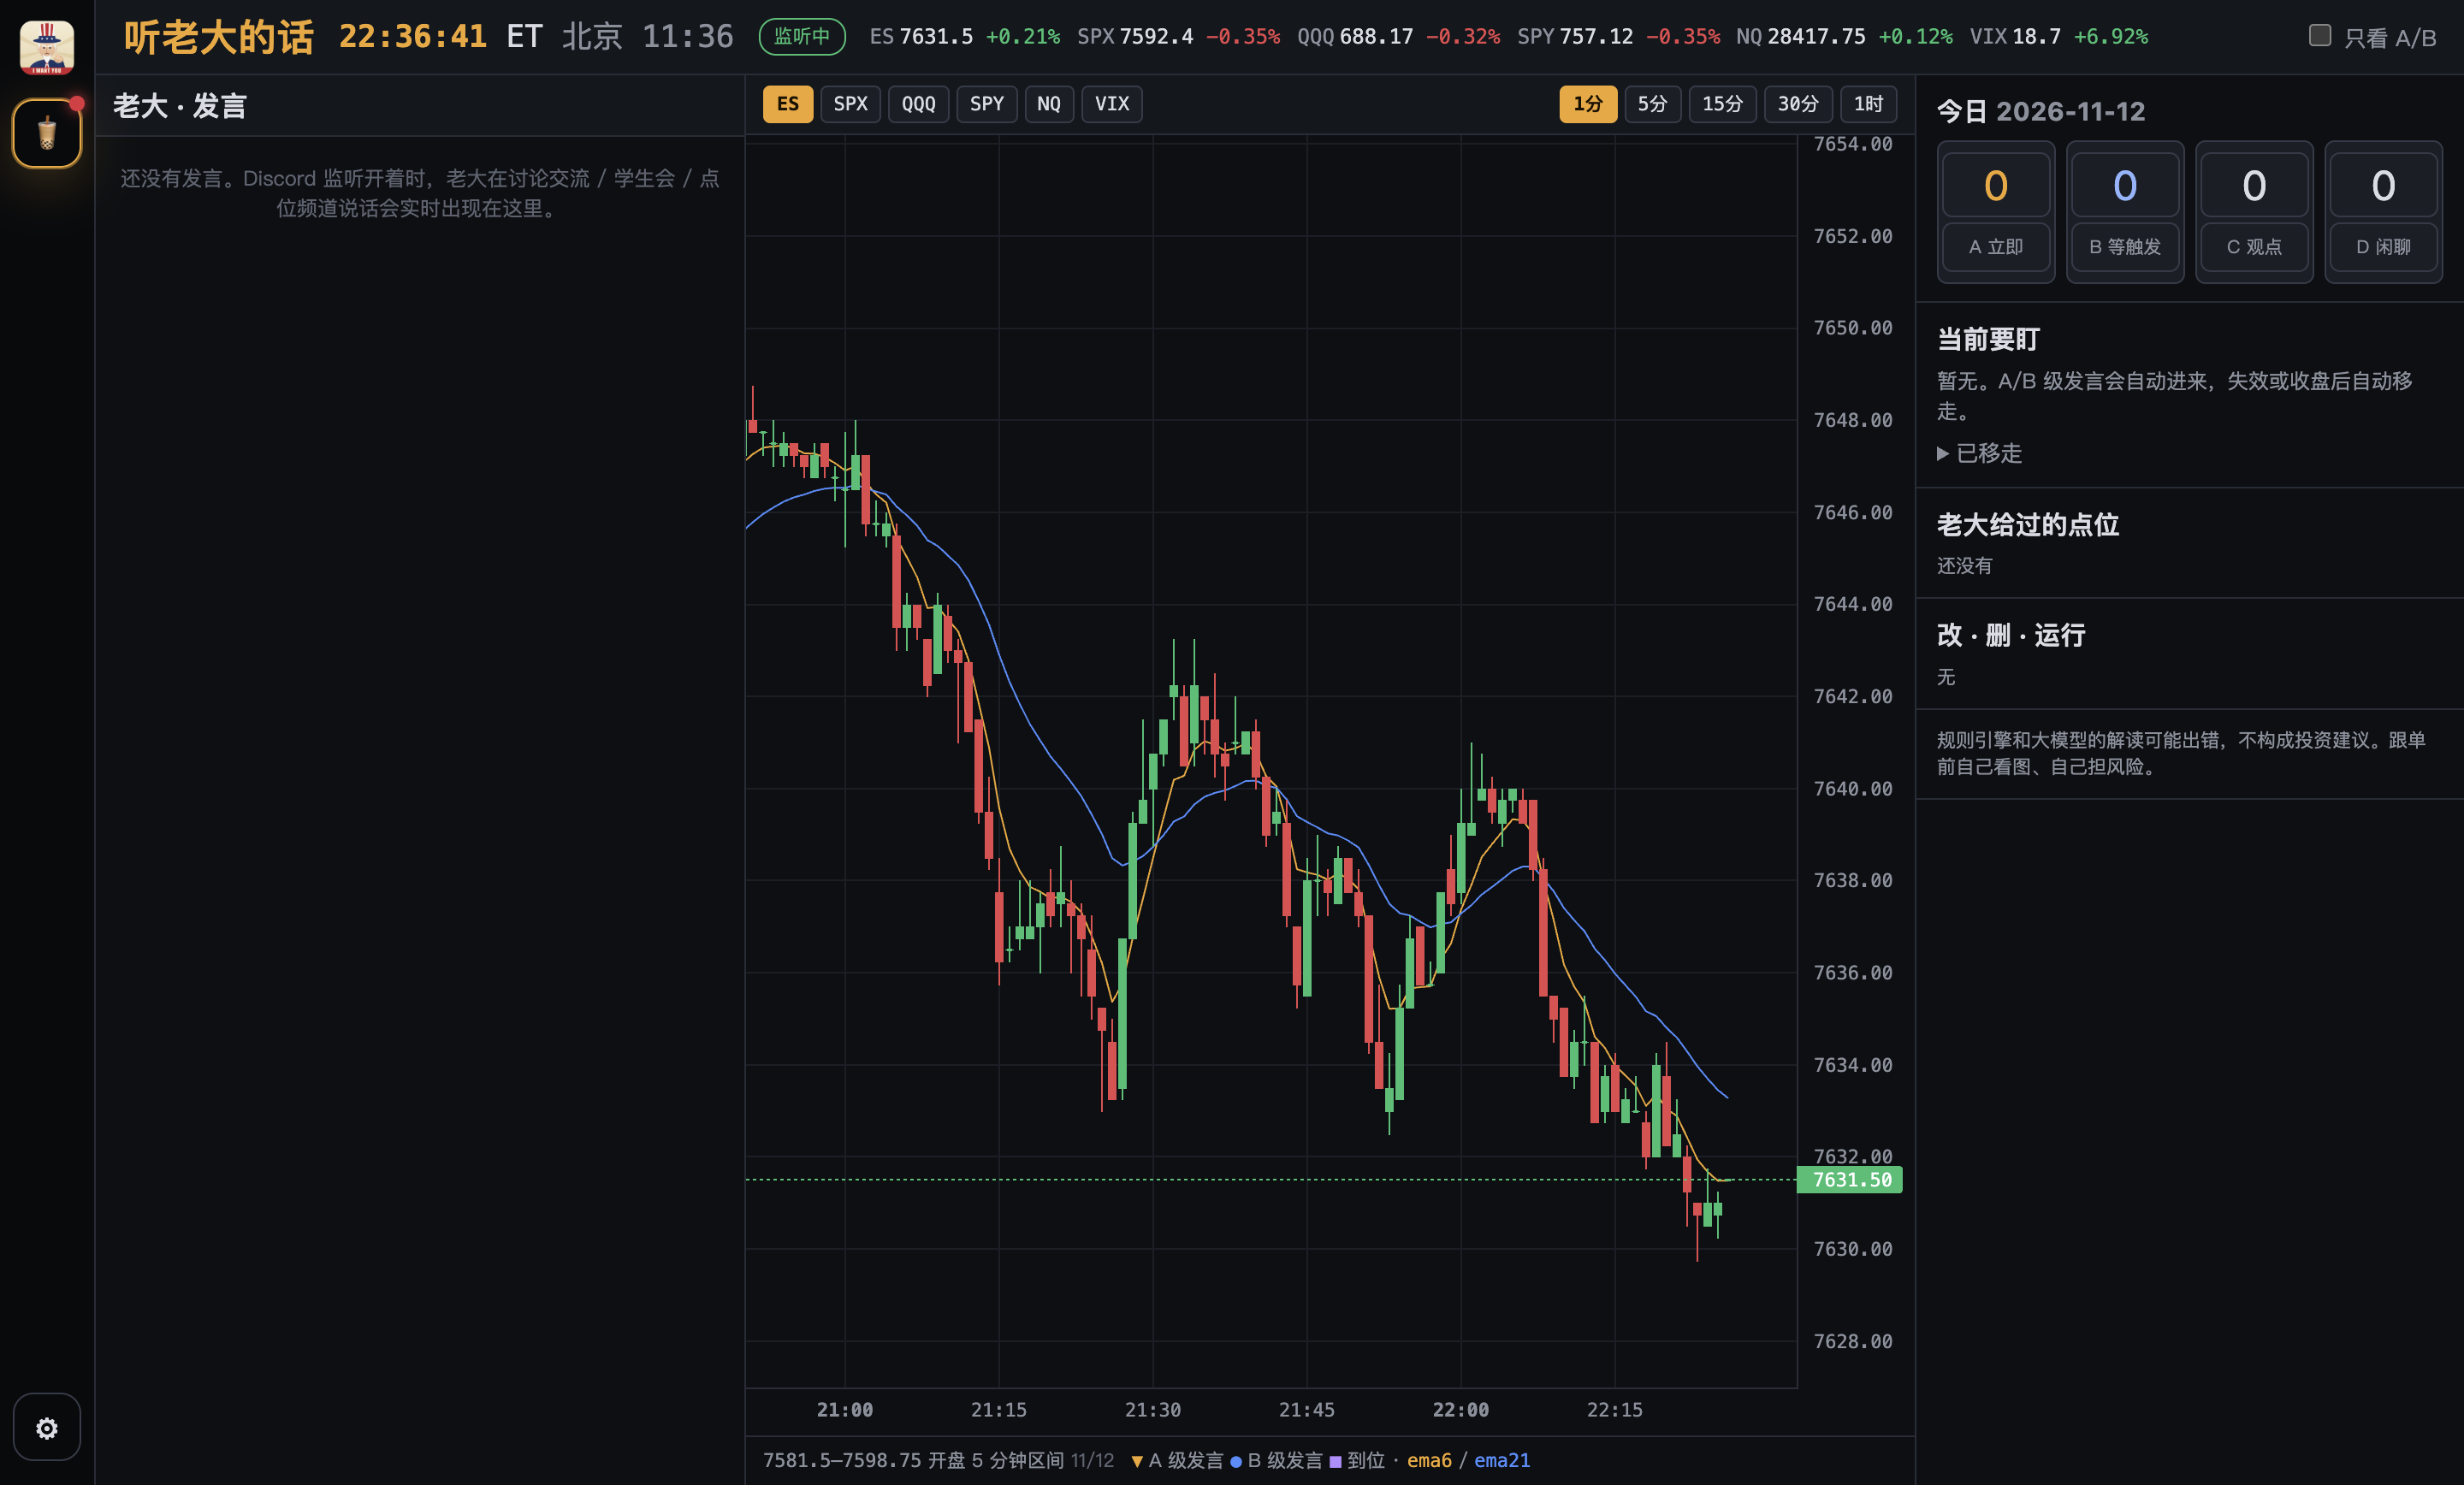 I WANT YOU
听老大的话 22:36:41 ET 北京 11:36 监听中 ES 7631.5 +0.21% SPX 7592.4 −0.35% QQQ 688.17 −0.32% SPY 757.12 −0.35% NQ 28417.75 +0.12% VIX 18.7 +6.92% 只看 A/B
老大 · 发言
还没有发言。Discord 监听开着时，老大在讨论交流 / 学生会 / 点
位频道说话会实时出现在这里。
ES SPX QQQ SPY NQ VIX 1分 5分 15分 30分 1时
7654.00
7652.00
7650.00
7648.00
7646.00
7644.00
7642.00
7640.00
7638.00
7636.00
7634.00
7632.00
7631.50
7630.00
7628.00
21:00 21:15 21:30 21:45 22:00 22:15
7581.5–7598.75 开盘 5 分钟区间 11/12 ▼ A 级发言 ● B 级发言 ■ 到位 · ema6 / ema21
今日 2026-11-12
0 0 0 0
A 立即 B 等触发 C 观点 D 闲聊
当前要盯
暂无。A/B 级发言会自动进来，失效或收盘后自动移
走。
▶ 已移走
老大给过的点位
还没有
改 · 删 · 运行
无
规则引擎和大模型的解读可能出错，不构成投资建议。跟单
前自己看图、自己担风险。